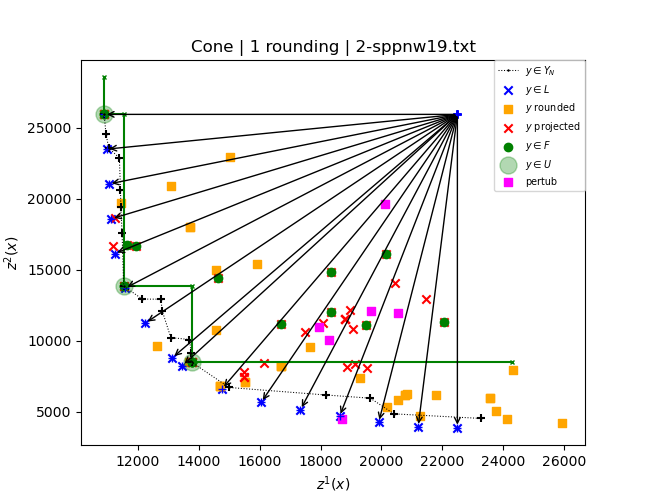 Cone | 1 rounding | 2-sppnw19.txt
y ∈ Y_N
y ∈ L
y rounded
y projected
y ∈ F
y ∈ U
pertub
25000
20000
15000
10000
5000
z²(x)
12000 14000 16000 18000 20000 22000 24000 26000
z¹(x)